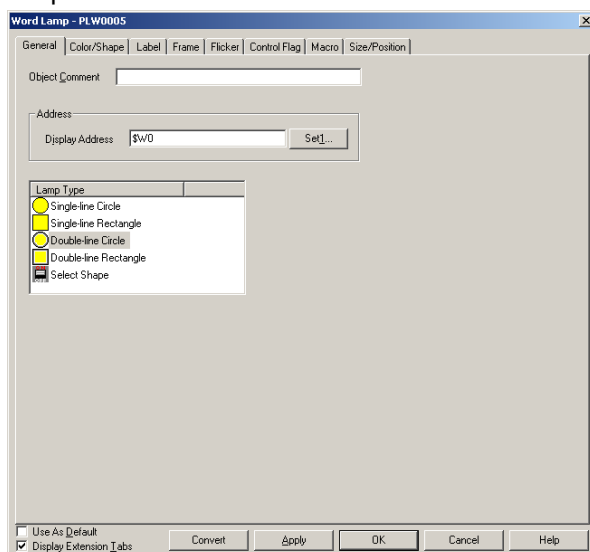 Word Lamp - PLW0005
General Color/Shape Label Frame Flicker Control Flag Macro Size/Position
Object Comment
Address
Display Address $W0 Set1...
Lamp Type
Single-line Circle
Single-line Rectangle
Double-line Circle
Double-line Rectangle
Select Shape
Use As Default
Display Extension Tabs
Convert Apply OK Cancel Help